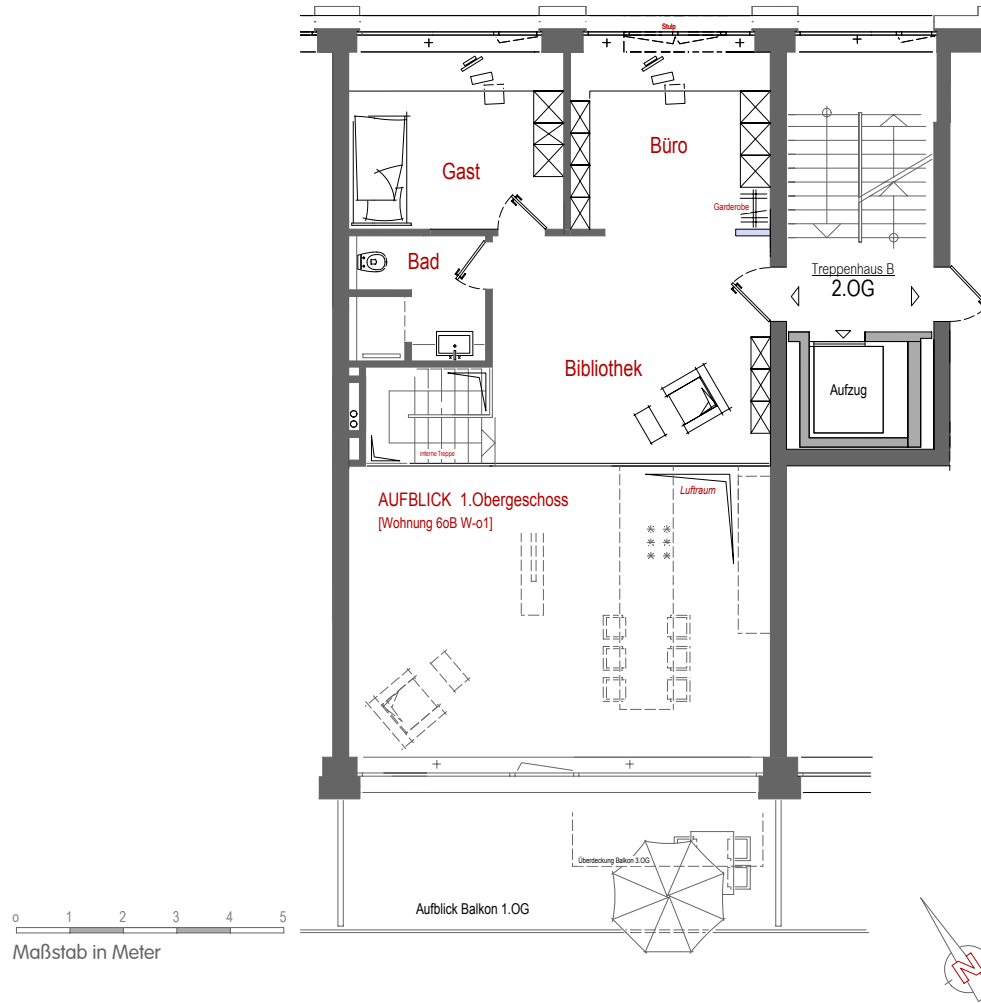 Stulp
Gast
Büro
Garderobe
Bad
Treppenhaus B
2.OG
Bibliothek
Aufzug
interne Treppe
AUFBLICK 1.Obergeschoss
[Wohnung 6oB W-o1]
Luftraum
Überdeckung Balkon 3.OG
Aufblick Balkon 1.OG
0 1 2 3 4 5
Maßstab in Meter
N